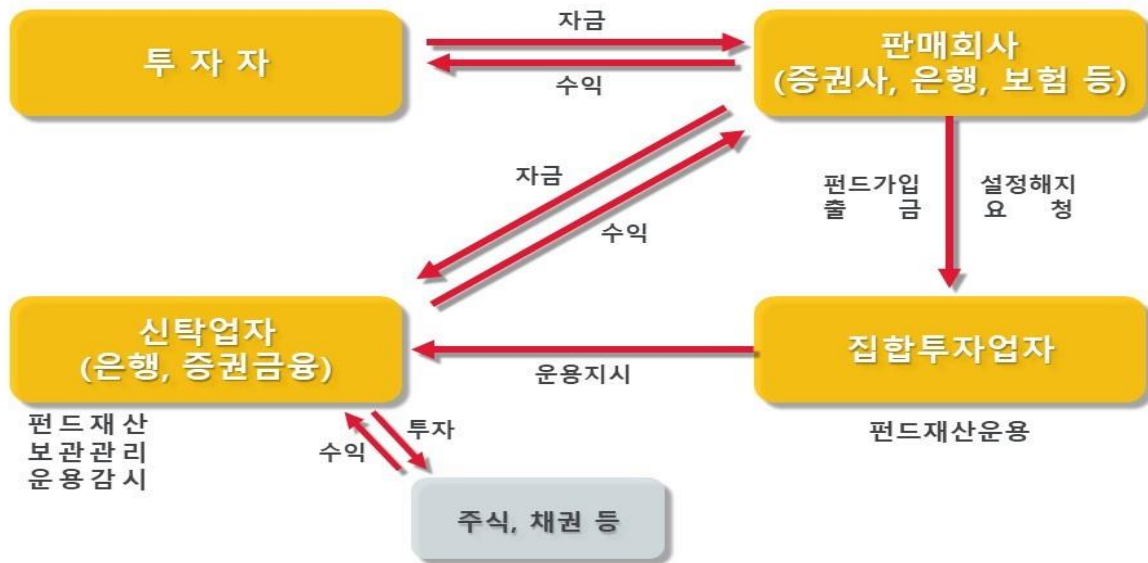 자금
투 자 자
판매회사
(증권사, 은행, 보험 등)
수익
자금
수익
펀드가입
출 금
설정해지
요 청
신탁업자
(은행, 증권금융)
집합투자업자
운용지시
펀드재산
보관관리
운용감시
수익
투자
펀드재산운용
주식, 채권 등